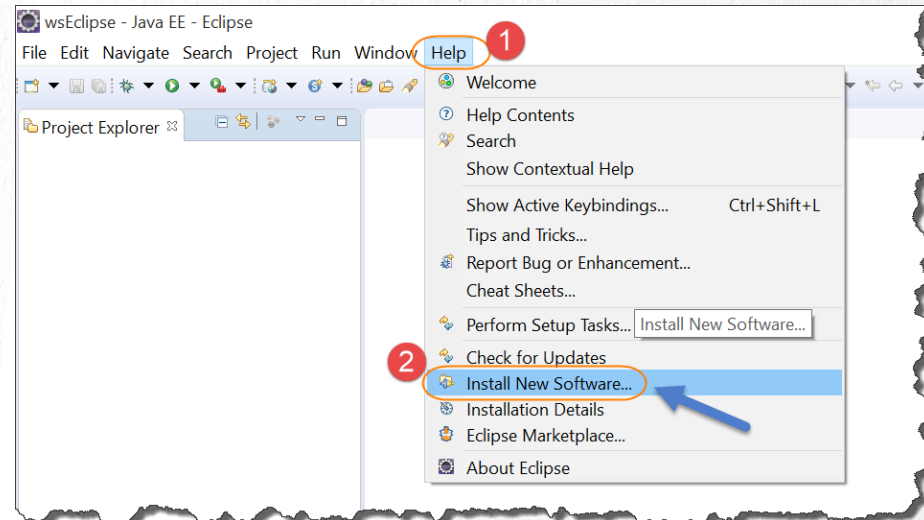 wsEclipse - Java EE - Eclipse
File Edit Navigate Search Project Run Window Help
1
Project Explorer
Welcome
Help Contents
Search
Show Contextual Help
Show Active Keybindings... Ctrl+Shift+L
Tips and Tricks...
Report Bug or Enhancement...
Cheat Sheets...
Perform Setup Tasks... Install New Software...
Check for Updates
2
Install New Software...
Installation Details
Eclipse Marketplace...
About Eclipse